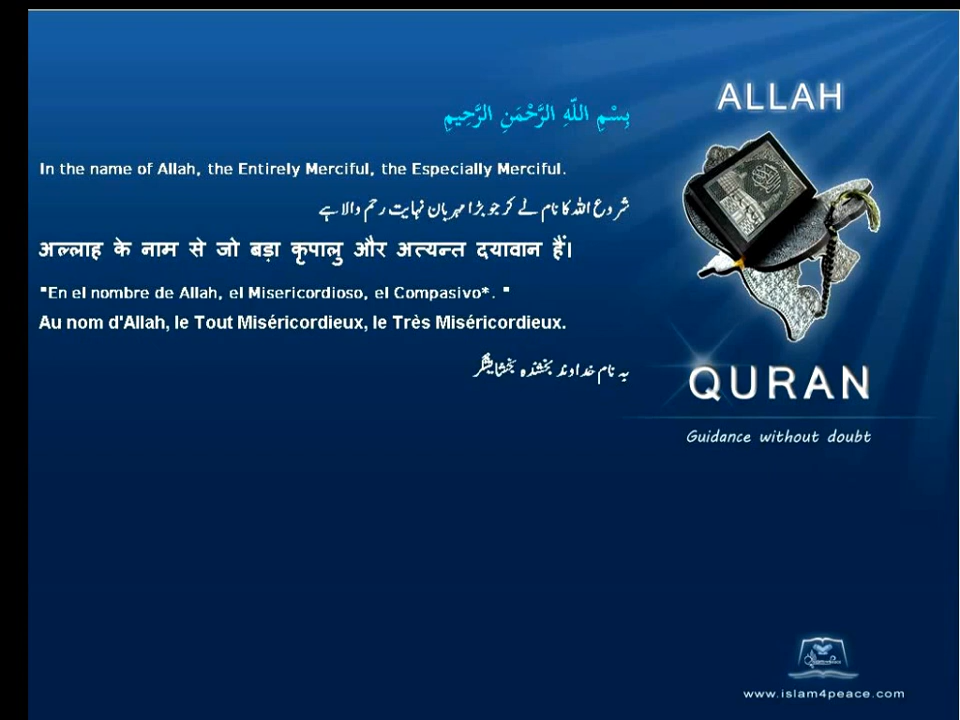 بِسْمِ اللّهِ الرَّحْمَنِ الرَّحِيمِ
In the name of Allah, the Entirely Merciful, the Especially Merciful.
شروع الله کا نام لے کر جو بڑا مہربان نہایت رحم والا ہے
अल्लाह के नाम से जो बड़ा कृपालु और अत्यन्त दयावान हैं।
"En el nombre de Allah, el Misericordioso, el Compasivo*. "
Au nom d'Allah, le Tout Miséricordieux, le Très Miséricordieux.
به نام خداوند بخشنده بخشایشگر
ALLAH
QURAN
Guidance without doubt
www.islam4peace.com